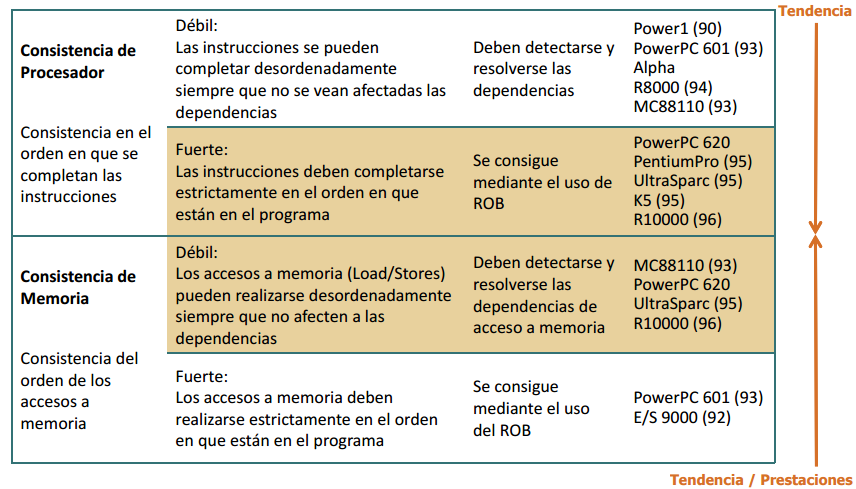 Tendencia
Consistencia de
Procesador
Consistencia en el
orden en que se
completan las
instrucciones
Débil:
Las instrucciones se pueden
completar desordenadamente
siempre que no se vean afectadas las
dependencias
Deben detectarse y
resolverse las
dependencias
Power1 (90)
PowerPC 601 (93)
Alpha
R8000 (94)
MC88110 (93)
Fuerte:
Las instrucciones deben completarse
estrictamente en el orden en que
están en el programa
Se consigue
mediante el uso de
ROB
PowerPC 620
PentiumPro (95)
UltraSparc (95)
K5 (95)
R10000 (96)
Consistencia de
Memoria
Consistencia del
orden de los
accesos a
memoria
Débil:
Los accesos a memoria (Load/Stores)
pueden realizarse desordenadamente
siempre que no afecten a las
dependencias
Deben detectarse y
resolverse las
dependencias de
acceso a memoria
MC88110 (93)
PowerPC 620
UltraSparc (95)
R10000 (96)
Fuerte:
Los accesos a memoria deben
realizarse estrictamente en el orden
en que están en el programa
Se consigue
mediante el uso
del ROB
PowerPC 601 (93)
E/S 9000 (92)
Tendencia / Prestaciones